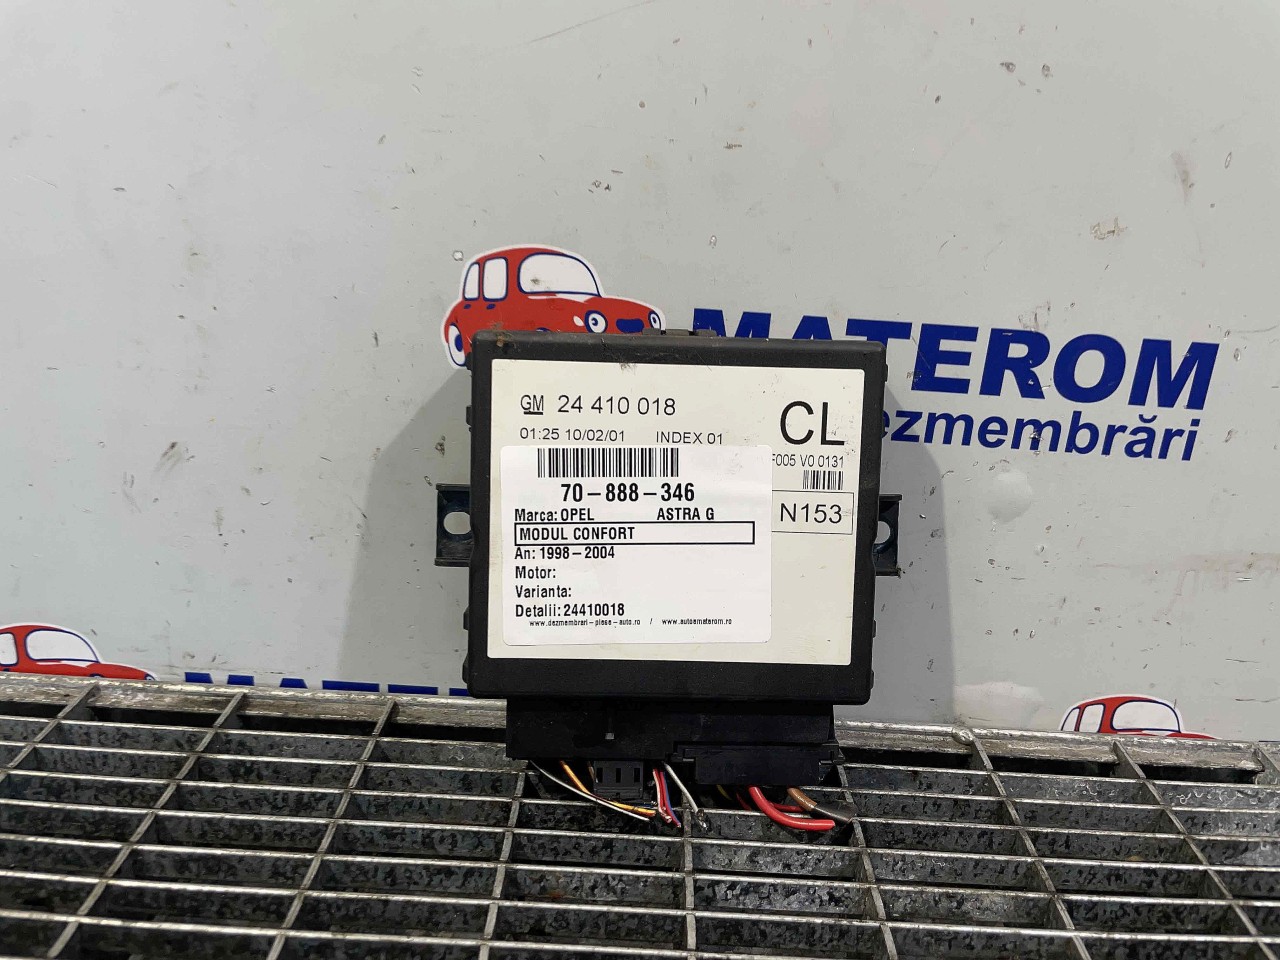 MATEROM
ezmembrări
GM 24 410 018
CL
01:25 10/02/01 INDEX 01
F005 V0 0131
N153
70-888-346
Marca: OPEL ASTRA G
MODUL CONFORT
An: 1998-2004
Motor:
Varianta:
Detalii: 24410018
www.dezmembrari-piese-auto.ro / www.autoematerom.ro